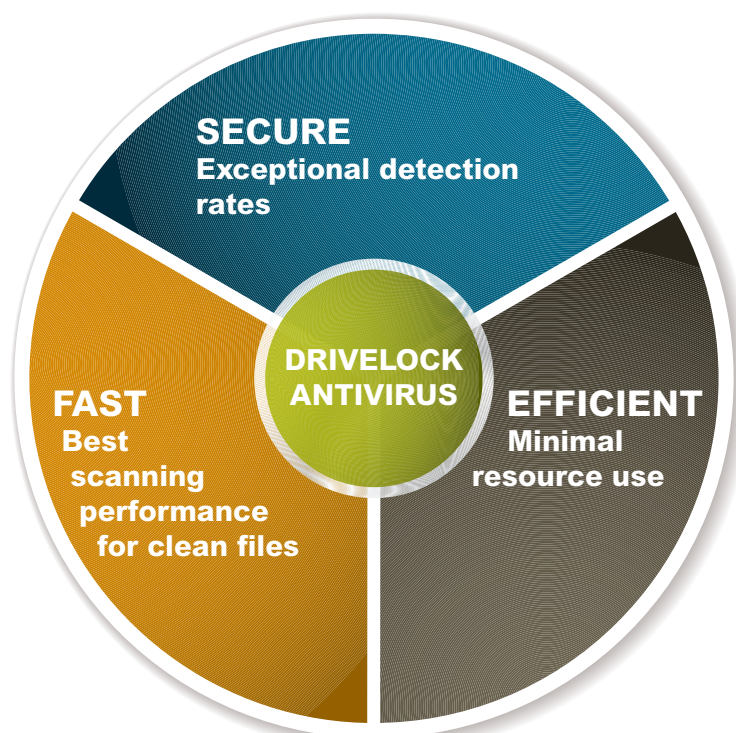 SECURE
Exceptional detection
rates
DRIVELOCK
ANTIVIRUS
FAST
Best
scanning
performance
for clean files
EFFICIENT
Minimal
resource use